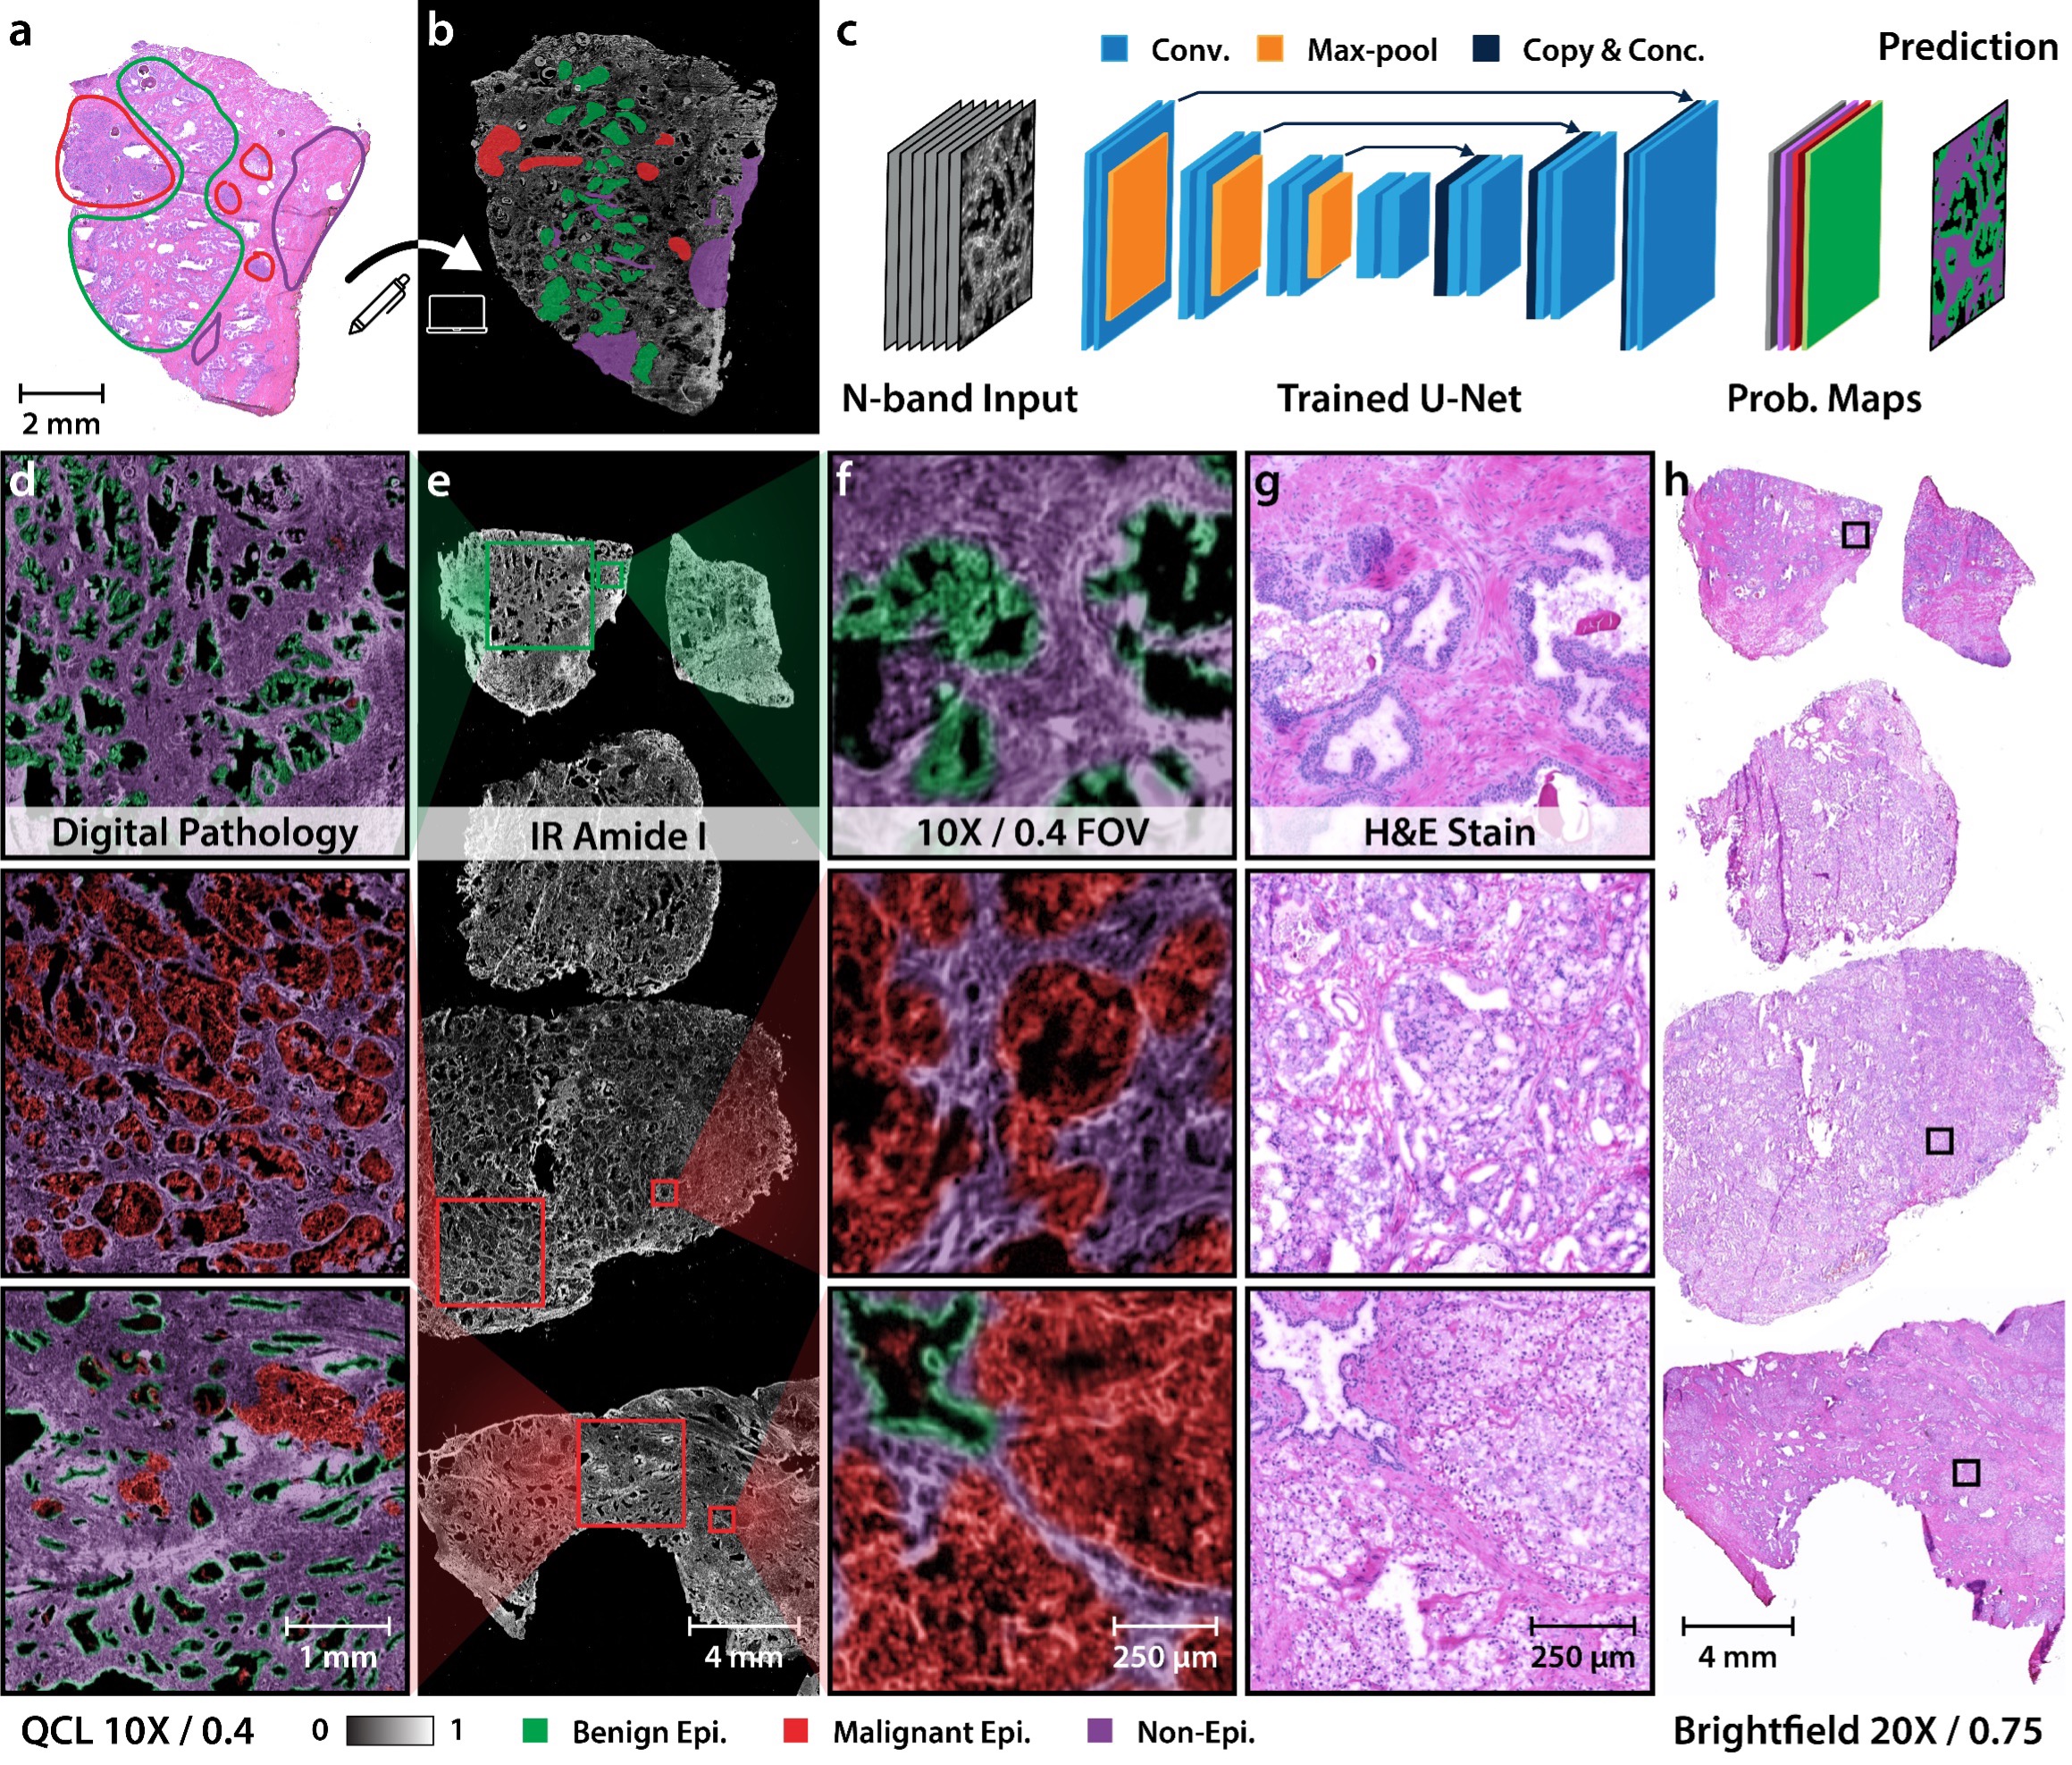 a
b
c
Conv.
Max-pool
Copy & Conc.
Prediction
2 mm
N-band Input
Trained U-Net
Prob. Maps
d
e
f
g
h
Digital Pathology
IR Amide I
10X / 0.4 FOV
H&E Stain
1 mm
4 mm
250 µm
250 µm
4 mm
QCL 10X / 0.4
0
1
Benign Epi.
Malignant Epi.
Non-Epi.
Brightfield 20X / 0.75